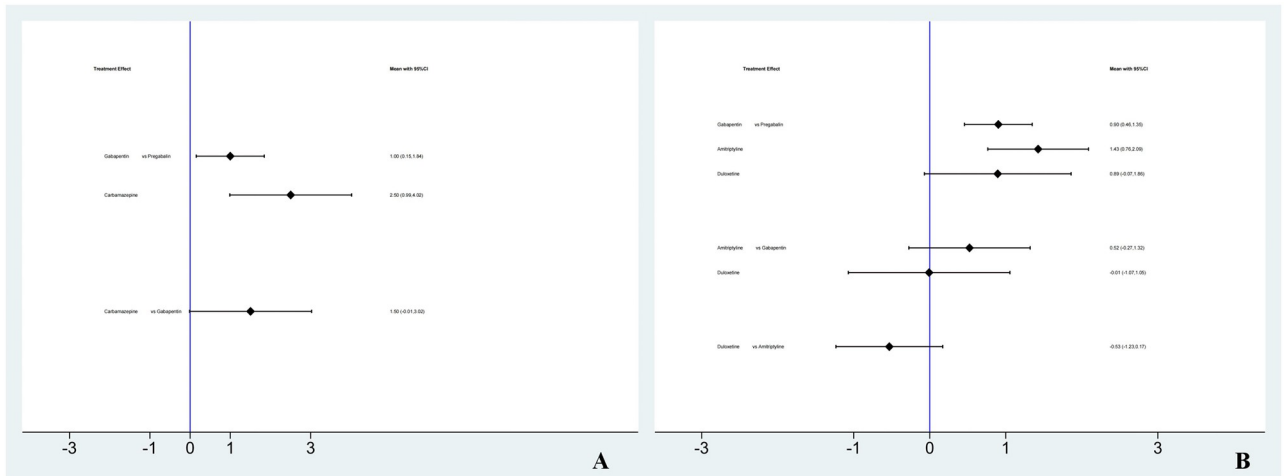 Treatment Effect Mean with 95%CI
Gabapentin vs Pregabalin 1.00 (0.15,1.84)
Carbamazepine 2.50 (0.99,4.02)
Carbamazepine vs Gabapentin 1.50 (-0.01,3.02)
-3 -1 0 1 3
A
Treatment Effect Mean with 95%CI
Gabapentin vs Pregabalin 0.90 (0.46,1.35)
Amitriptyline 1.43 (0.76,2.09)
Duloxetine 0.89 (-0.07,1.86)
Amitriptyline vs Gabapentin 0.52 (-0.27,1.32)
Duloxetine -0.01 (-1.07,1.05)
Duloxetine vs Amitriptyline -0.53 (-1.23,0.17)
-3 -1 0 1 3
B